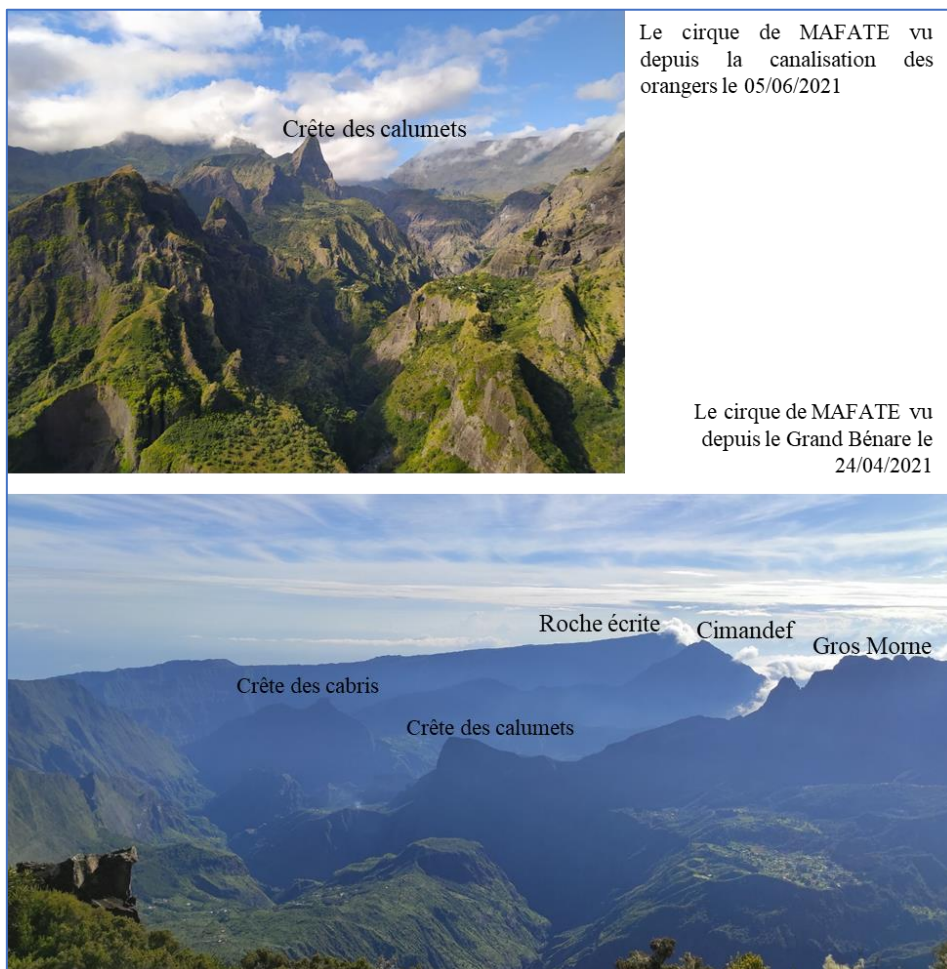 Le cirque de MAFATE vu
depuis la canalisation des
orangers le 05/06/2021
Crête des calumets
Le cirque de MAFATE vu
depuis le Grand Bénare le
24/04/2021
Roche écrite
Cimandef
Gros Morne
Crête des cabris
Crête des calumets